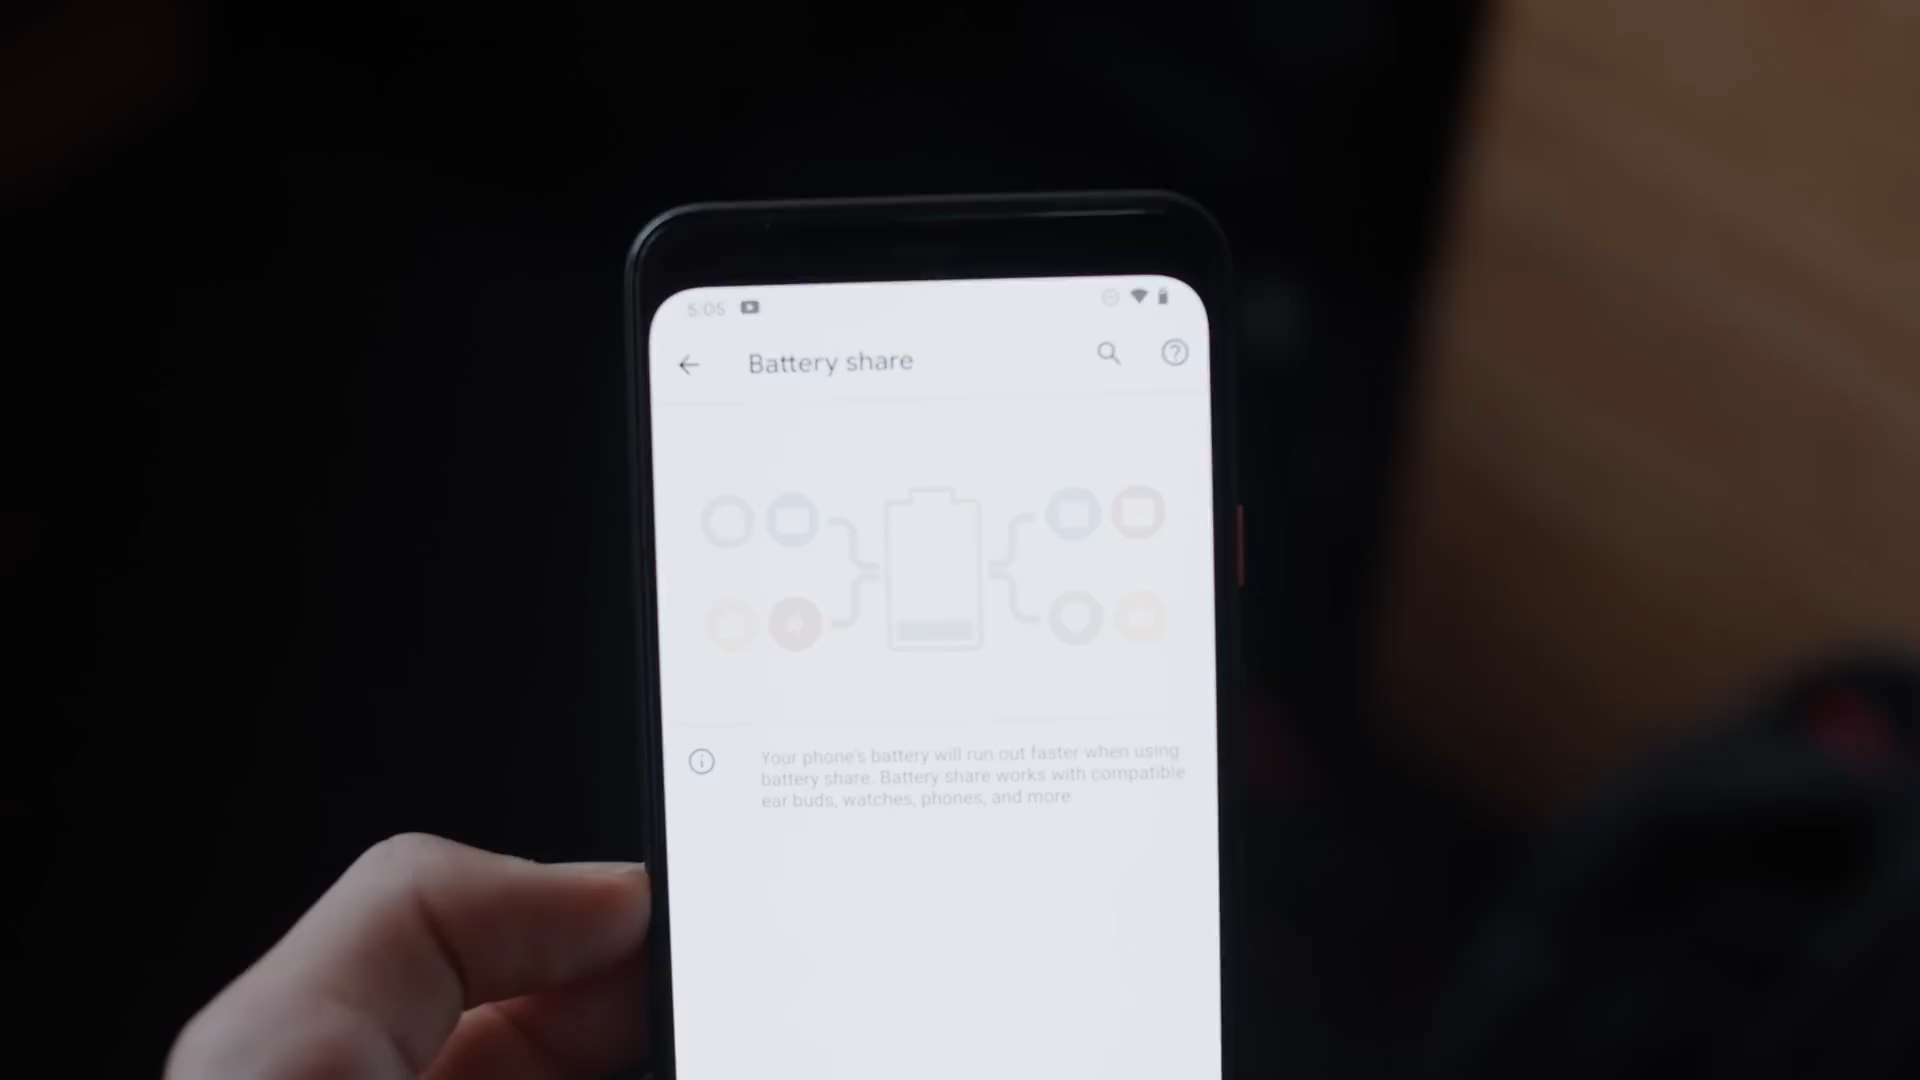 5:05
Battery share
Your phone's battery will run out faster when using
battery share. Battery share works with compatible
ear buds, watches, phones, and more.